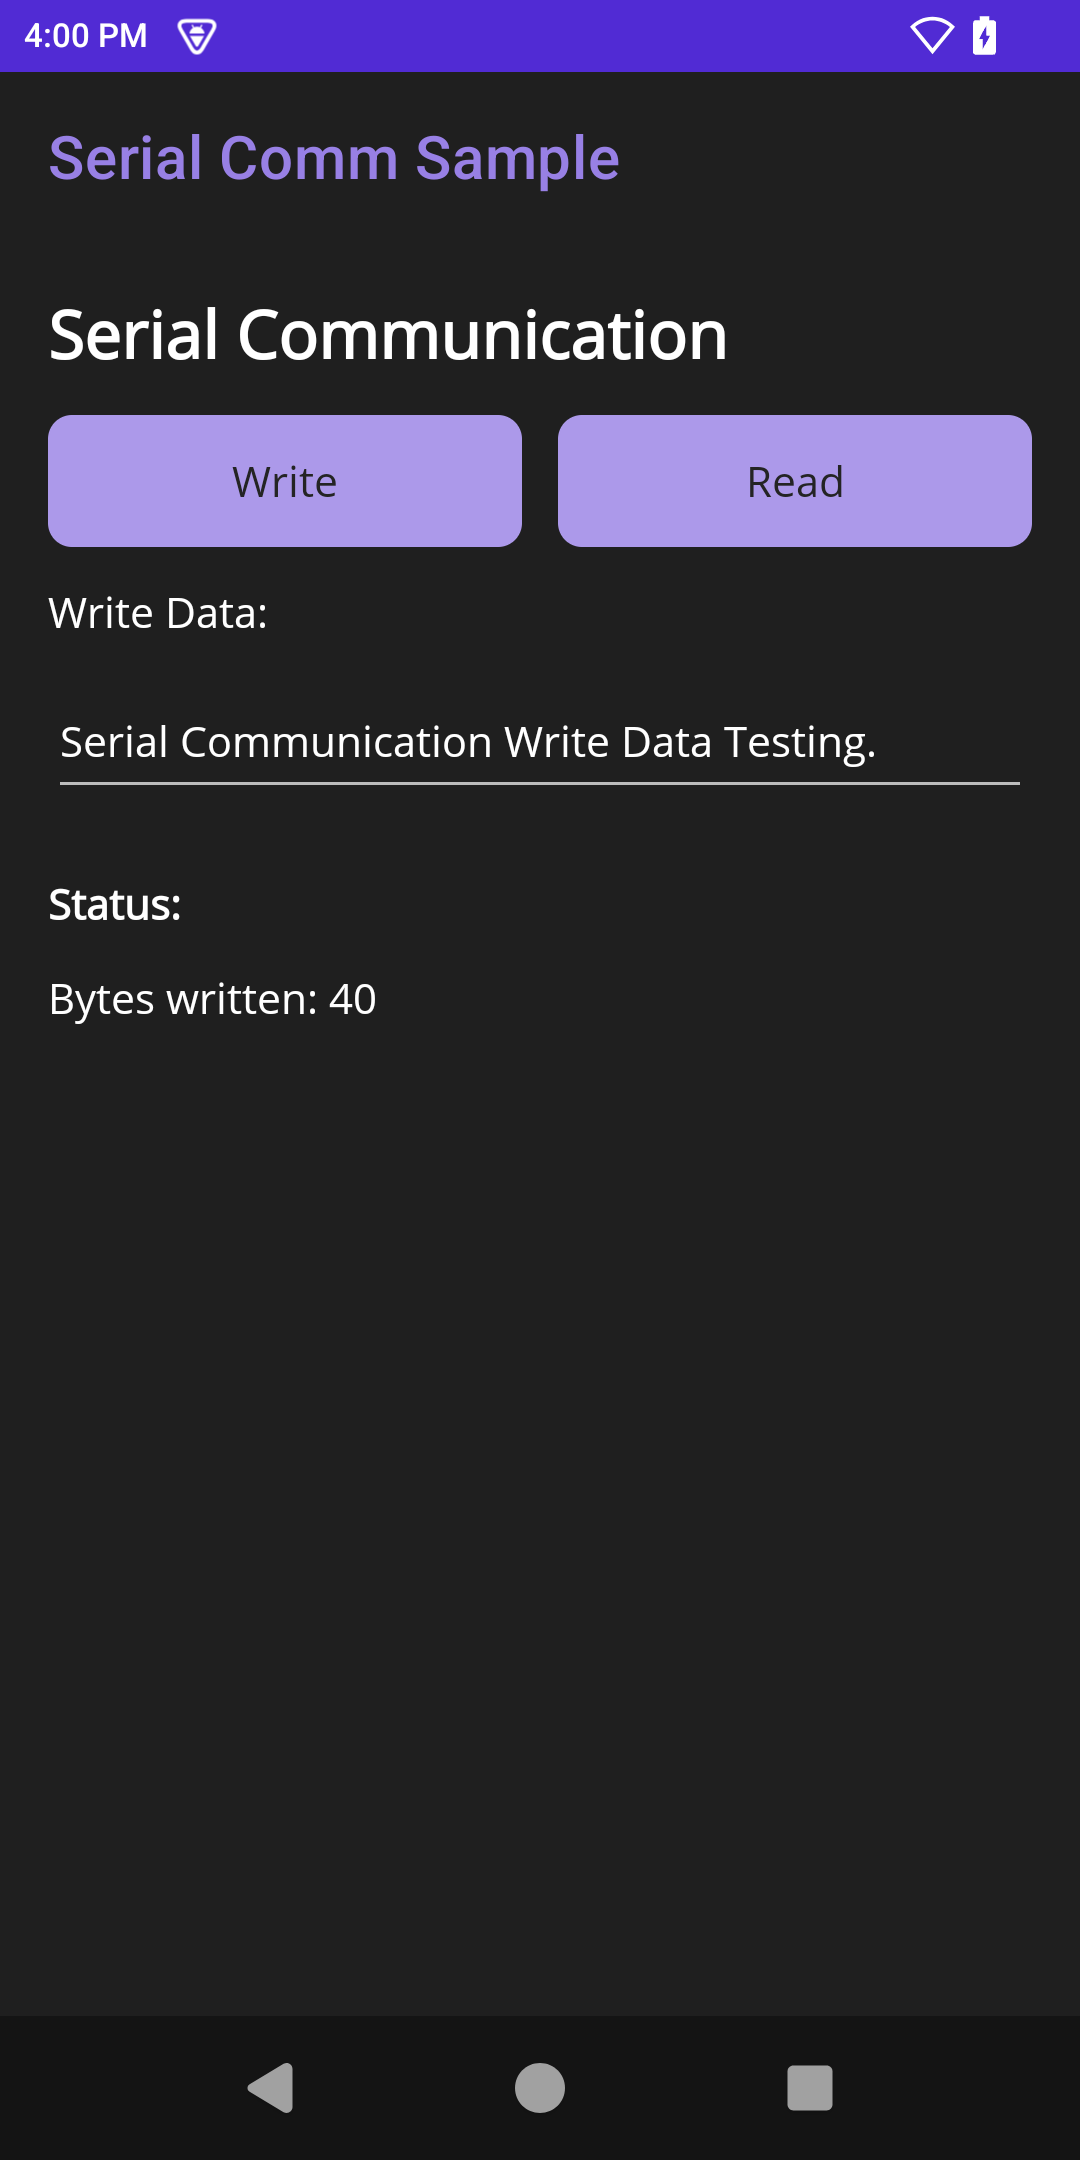 4:00 PM
Serial Comm Sample
Serial Communication
Write
Read
Write Data:
Serial Communication Write Data Testing.
Status:
Bytes written: 40